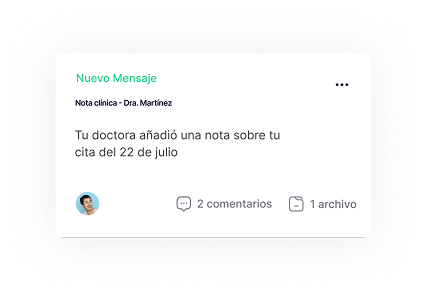 Nuevo Mensaje
Nota clínica - Dra. Martínez
Tu doctora añadió una nota sobre tu
cita del 22 de julio
2 comentarios
1 archivo